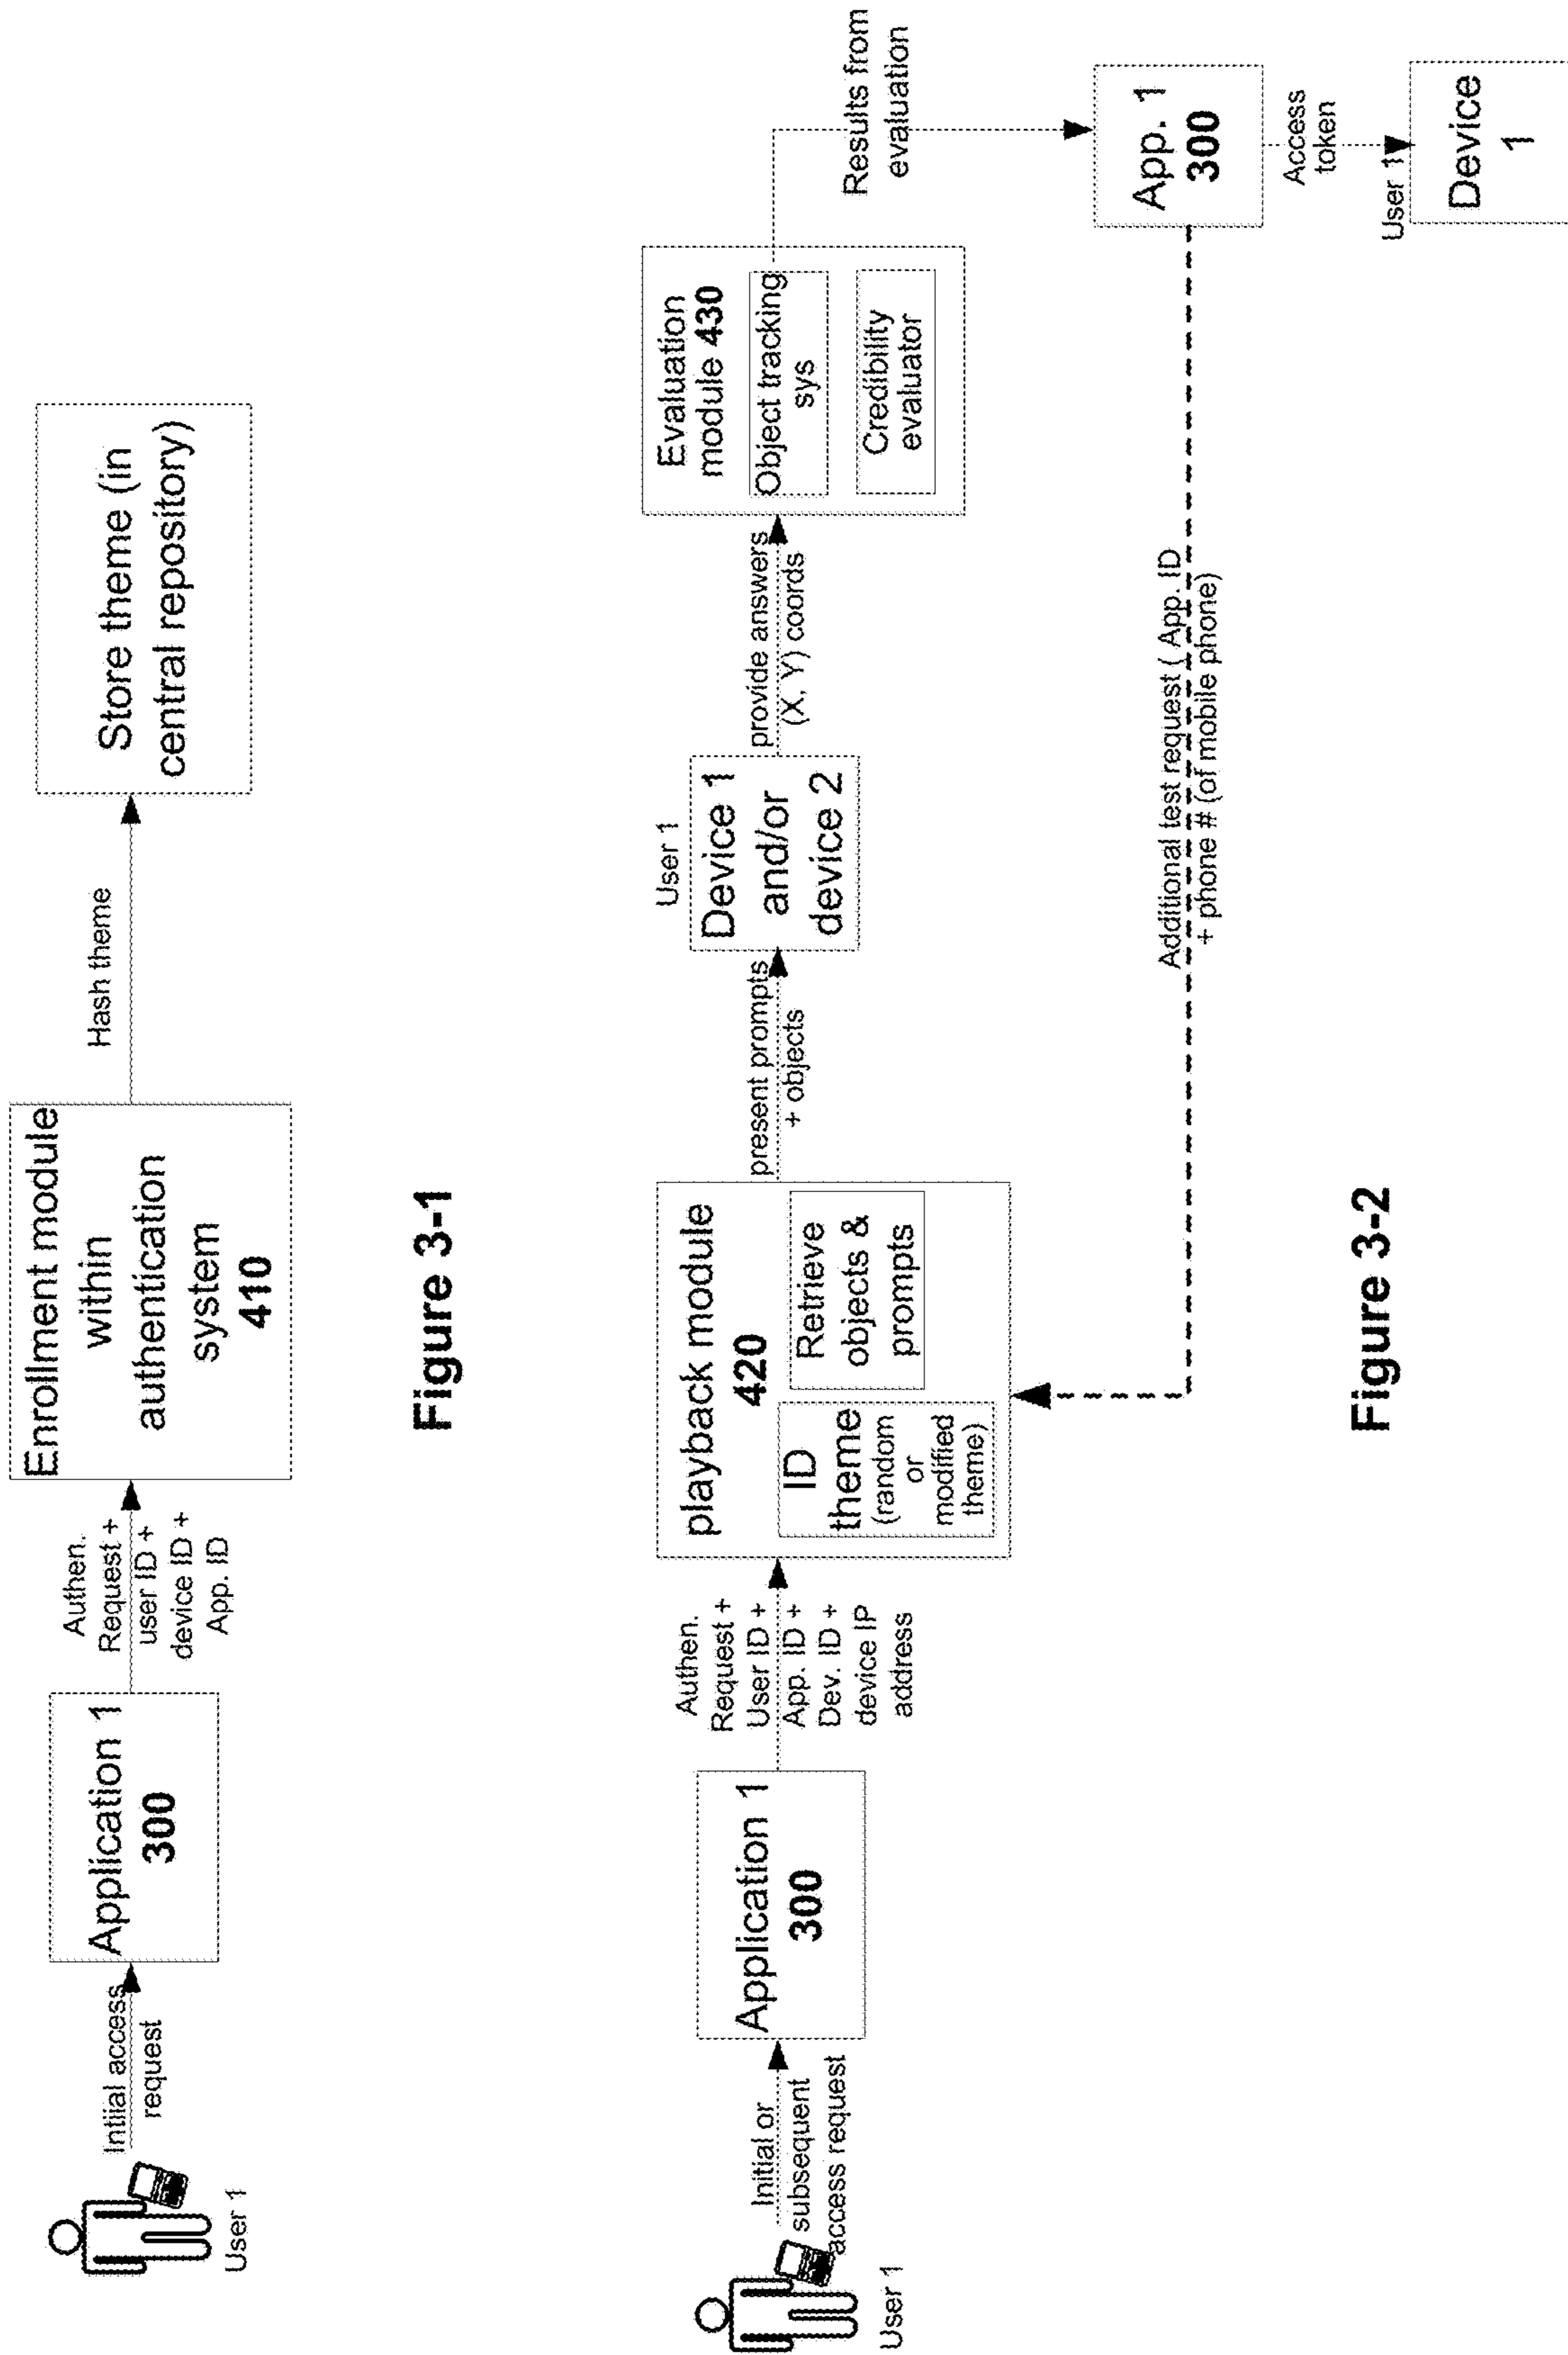 User 1
Intiial access
request
Application 1
300
Authen.
Request +
user ID +
device ID +
App. ID
Enrollment module
within
authentication
system
410
Hash theme
Store theme (in
central repository)
Figure 3-1
User 1
Initial or
subsequent
access request
Application 1
300
Authen.
Request +
User ID +
App. ID +
Dev. ID +
device IP
address
playback module
420
ID
theme
(random
or
modified
theme)
Retrieve
objects &
prompts
present prompts
+ objects
User 1
Device 1
and/or
device 2
provide answers
(X, Y) coords
Evaluation
module 430
Object tracking
sys
Credibility
evaluator
Results from
evaluation
App. 1
300
Access
token
User 1
Device
1
Additional test request ( App. ID
+ phone # (of mobile phone)
Figure 3-2